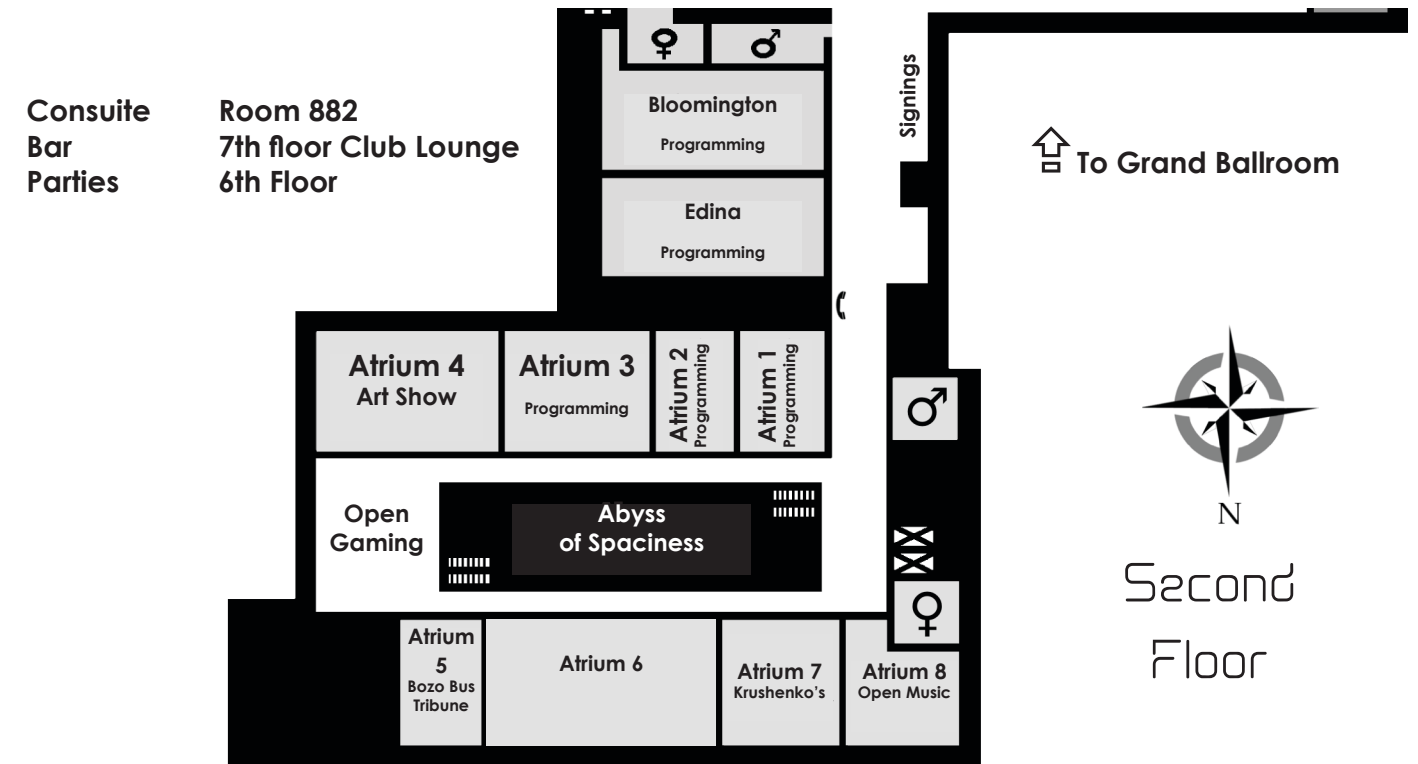 Signings
Bloomington
Programming
Consuite Room 882
Bar 7th floor Club Lounge
Parties 6th Floor
To Grand Ballroom
Edina
Programming
Atrium 4
Art Show
Atrium 3
Programming
Atrium 2
Programming
Atrium 1
Programming
Open
Gaming
Abyss
of Spaciness
N
Second
Floor
Atrium
5
Bozo Bus
Tribune
Atrium 6
Atrium 7
Krushenko's
Atrium 8
Open Music